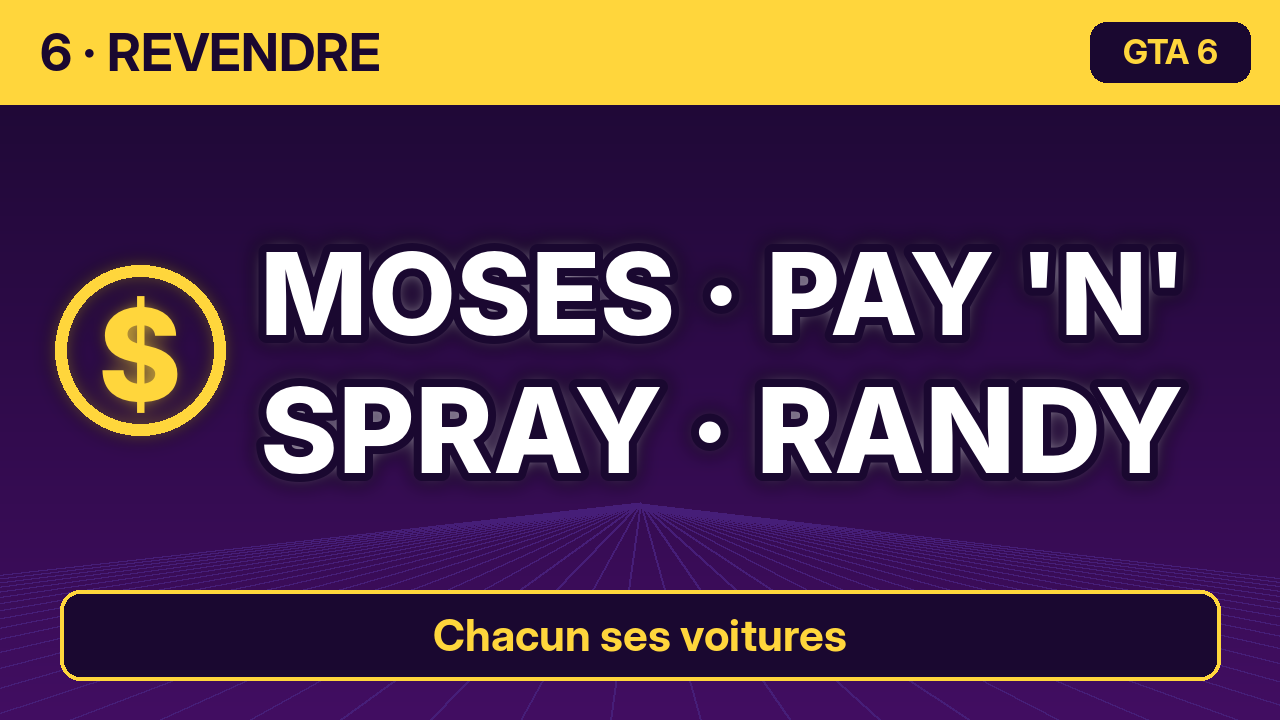 6 · REVENDRE
GTA 6
$
MOSES · PAY 'N'
SPRAY · RANDY
Chacun ses voitures